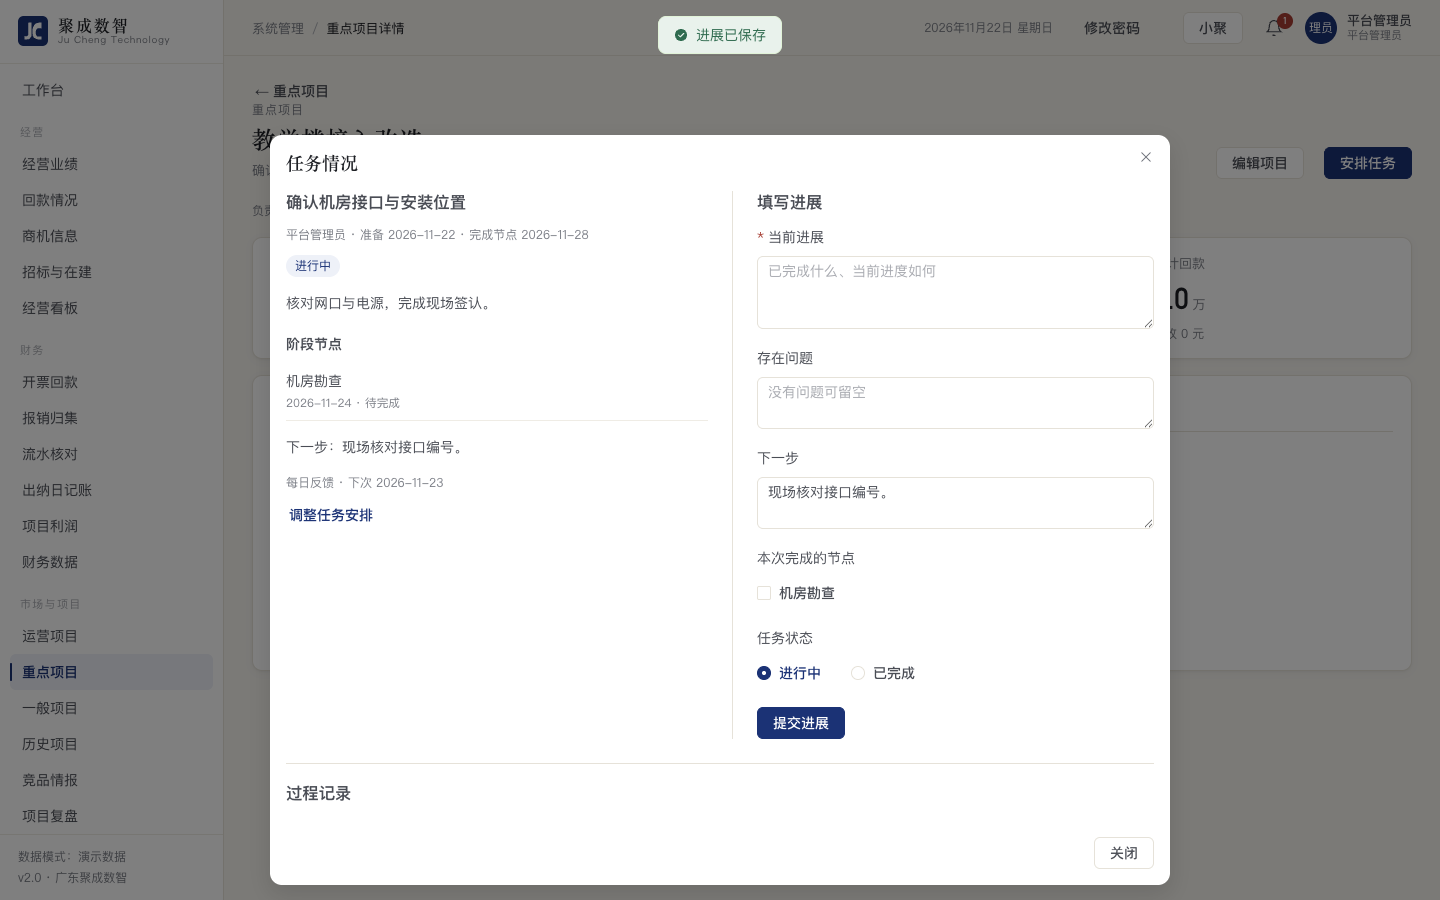 聚成数智
Ju Cheng Technology
工作台
经营
经营业绩
回款情况
商机信息
招标与在建
经营看板
财务
开票回款
报销归集
流水核对
出纳日记账
项目利润
财务数据
市场与项目
运营项目
重点项目
一般项目
历史项目
竞品情报
项目复盘
数据模式：演示数据
v2.0 · 广东聚成数智
系统管理 / 重点项目详情
进展已保存
2026年11月22日 星期日
修改密码
小聚
1
理员
平台管理员
平台管理员
← 重点项目
重点项目
编辑项目
安排任务
计回款
.0 万
0 元
任务情况
确认机房接口与安装位置
平台管理员 · 准备 2026-11-22 · 完成节点 2026-11-28
进行中
核对网口与电源，完成现场签认。
阶段节点
机房勘查
2026-11-24 · 待完成
下一步：现场核对接口编号。
每日反馈 · 下次 2026-11-23
调整任务安排
填写进展
* 当前进展
已完成什么、当前进度如何
存在问题
没有问题可留空
下一步
现场核对接口编号。
本次完成的节点
机房勘查
任务状态
进行中
已完成
提交进展
过程记录
关闭